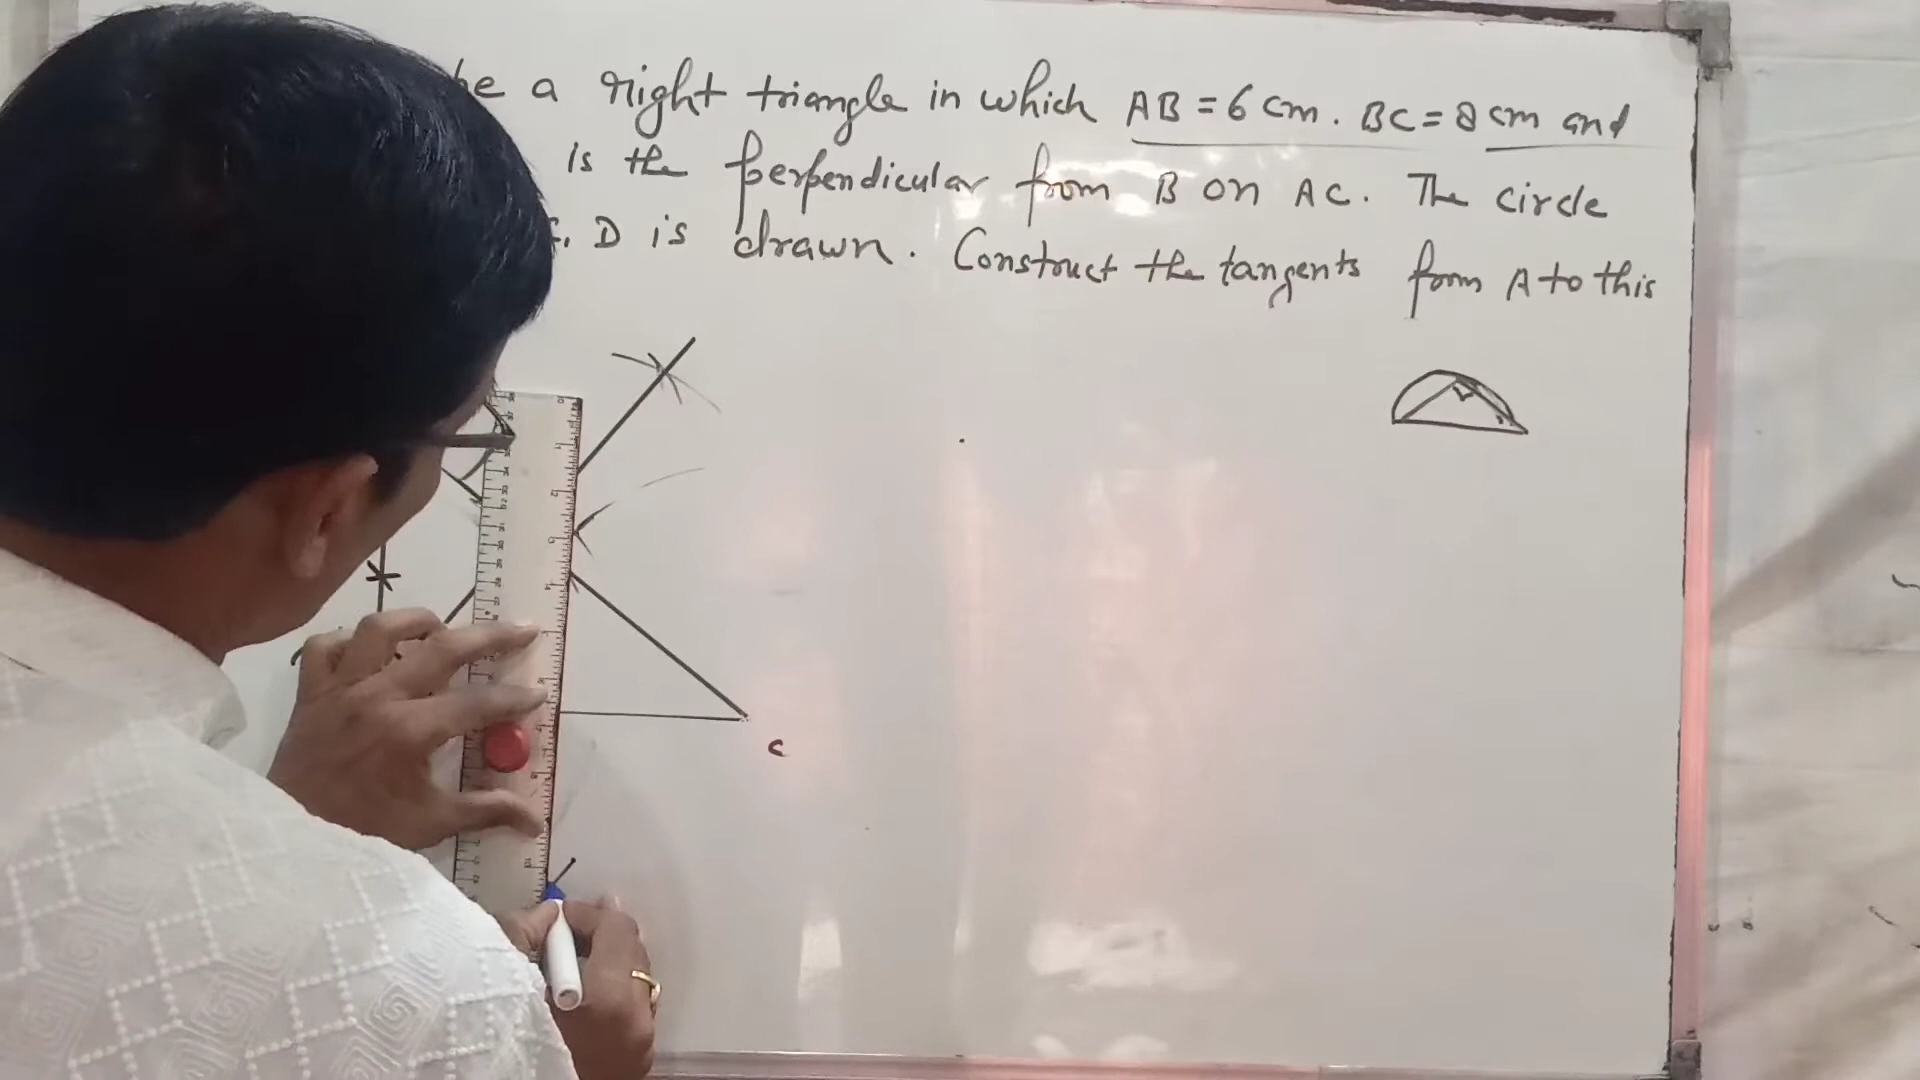 be a right triangle in which AB = 6 cm. BC = 8 cm and
is the perpendicular from B on AC. The circle
D is drawn. Construct the tangents from A to this
C